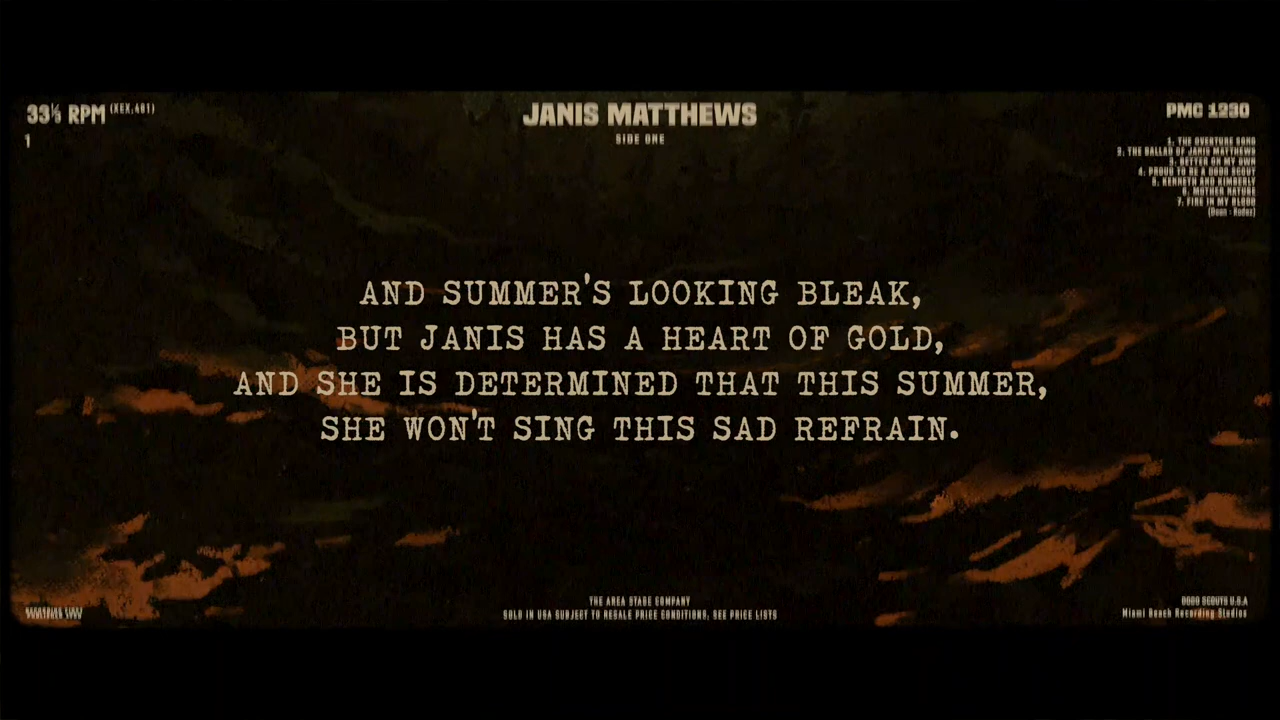 33⅓ RPM (XEX.481)
1
JANIS MATTHEWS
SIDE ONE
PMC 1230
1. THE OVERTURE SONG
2. THE BALLAD OF JANIS MATTHEWS
3. BETTER ON MY OWN
4. PROUD TO BE A DODO SCOUT
5. KENNETH AND KIMBERLY
6. MOTHER NATURE
7. FIRE IN MY BLOOD
AND SUMMER'S LOOKING BLEAK,
BUT JANIS HAS A HEART OF GOLD,
AND SHE IS DETERMINED THAT THIS SUMMER,
SHE WON'T SING THIS SAD REFRAIN.
THE AREA STAGE COMPANY
SOLD IN USA SUBJECT TO RESALE PRICE CONDITIONS, SEE PRICE LISTS
DODO SCOUTS U.S.A
Miami Beach Recording Studios